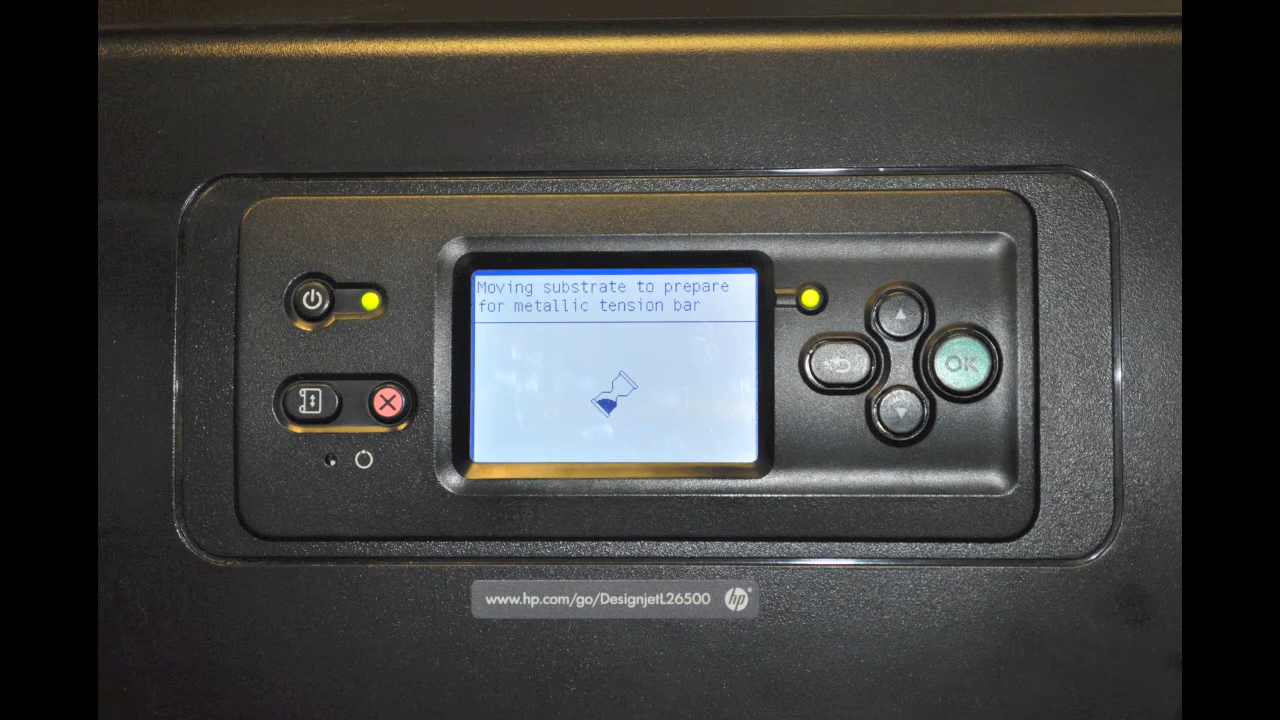 Moving substrate to prepare
for metallic tension bar
OK
www.hp.com/go/DesignjetL26500 hp